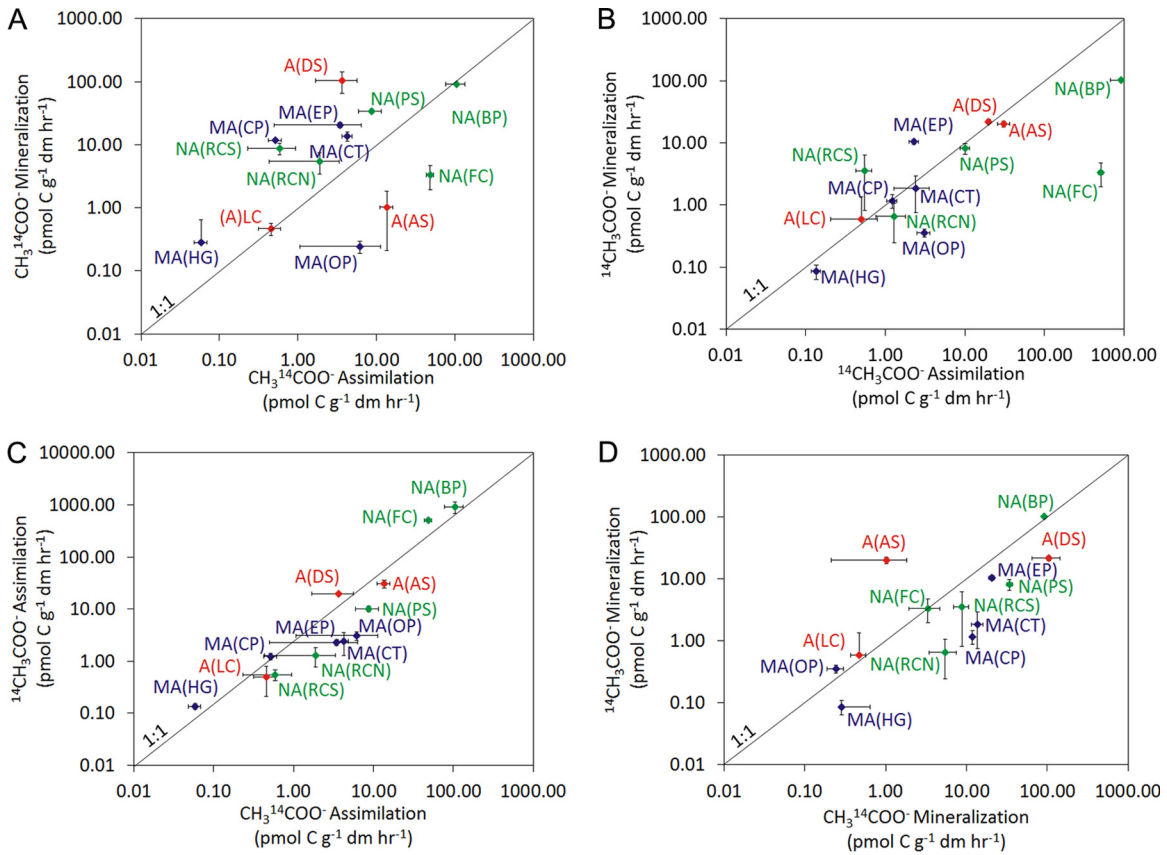 A
1000.00
100.00
10.00
1.00
0.10
0.01
CH₃¹⁴COO⁻ Mineralization
(pmol C g⁻¹ dm hr⁻¹)
A(DS)
NA(PS)
MA(EP)
NA(BP)
MA(CP)
MA(CT)
NA(RCS)
NA(RCN)
NA(FC)
(A)LC
A(AS)
MA(HG)
MA(OP)
1:1
0.01 0.10 1.00 10.00 100.00 1000.00
CH₃¹⁴COO⁻ Assimilation
(pmol C g⁻¹ dm hr⁻¹)
B
1000.00
100.00
10.00
1.00
0.10
0.01
¹⁴CH₃COO⁻ Mineralization
(pmol C g⁻¹ dm hr⁻¹)
NA(BP)
A(DS)
A(AS)
MA(EP)
NA(RCS)
NA(PS)
MA(CP)
MA(CT)
NA(FC)
A(LC)
NA(RCN)
MA(OP)
MA(HG)
1:1
0.01 0.10 1.00 10.00 100.00 1000.00
¹⁴CH₃COO⁻ Assimilation
(pmol C g⁻¹ dm hr⁻¹)
C
10000.00
1000.00
100.00
10.00
1.00
0.10
0.01
¹⁴CH₃COO⁻ Assimilation
(pmol C g⁻¹ dm hr⁻¹)
NA(BP)
NA(FC)
A(DS)
A(AS)
NA(PS)
MA(EP)
MA(OP)
MA(CP)
MA(CT)
A(LC)
NA(RCN)
MA(HG)
NA(RCS)
1:1
0.01 0.10 1.00 10.00 100.00 1000.00
CH₃¹⁴COO⁻ Assimilation
(pmol C g⁻¹ dm hr⁻¹)
D
1000.00
100.00
10.00
1.00
0.10
0.01
¹⁴CH₃COO⁻ Mineralization
(pmol C g⁻¹ dm hr⁻¹)
NA(BP)
A(AS)
A(DS)
MA(EP)
NA(PS)
NA(FC)
NA(RCS)
MA(CT)
A(LC)
MA(CP)
MA(OP)
NA(RCN)
MA(HG)
1:1
0.01 0.10 1.00 10.00 100.00 1000.00
CH₃¹⁴COO⁻ Mineralization
(pmol C g⁻¹ dm hr⁻¹)